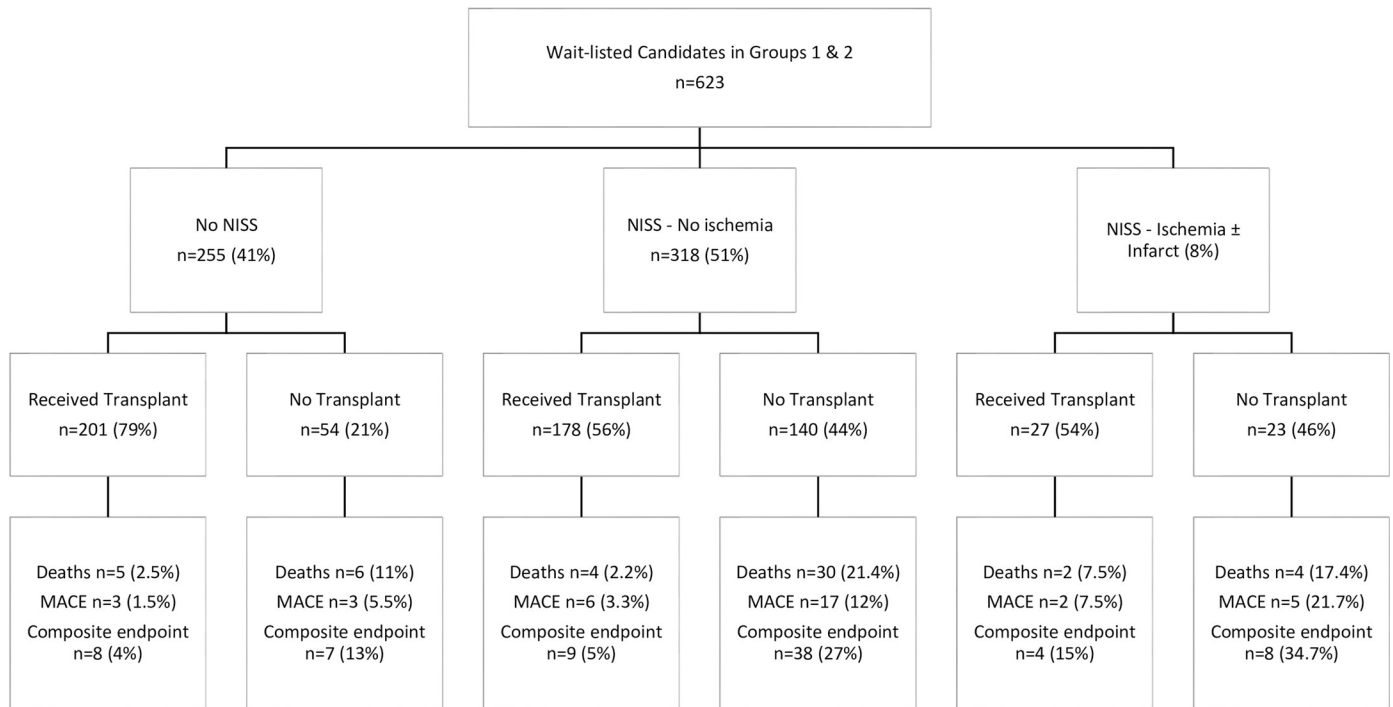 Wait-listed Candidates in Groups 1 & 2
n=623
No NISS
n=255 (41%)
NISS - No ischemia
n=318 (51%)
NISS - Ischemia ±
Infarct (8%)
Received Transplant
n=201 (79%)
No Transplant
n=54 (21%)
Received Transplant
n=178 (56%)
No Transplant
n=140 (44%)
Received Transplant
n=27 (54%)
No Transplant
n=23 (46%)
Deaths n=5 (2.5%)
MACE n=3 (1.5%)
Composite endpoint
n=8 (4%)
Deaths n=6 (11%)
MACE n=3 (5.5%)
Composite endpoint
n=7 (13%)
Deaths n=4 (2.2%)
MACE n=6 (3.3%)
Composite endpoint
n=9 (5%)
Deaths n=30 (21.4%)
MACE n=17 (12%)
Composite endpoint
n=38 (27%)
Deaths n=2 (7.5%)
MACE n=2 (7.5%)
Composite endpoint
n=4 (15%)
Deaths n=4 (17.4%)
MACE n=5 (21.7%)
Composite endpoint
n=8 (34.7%)